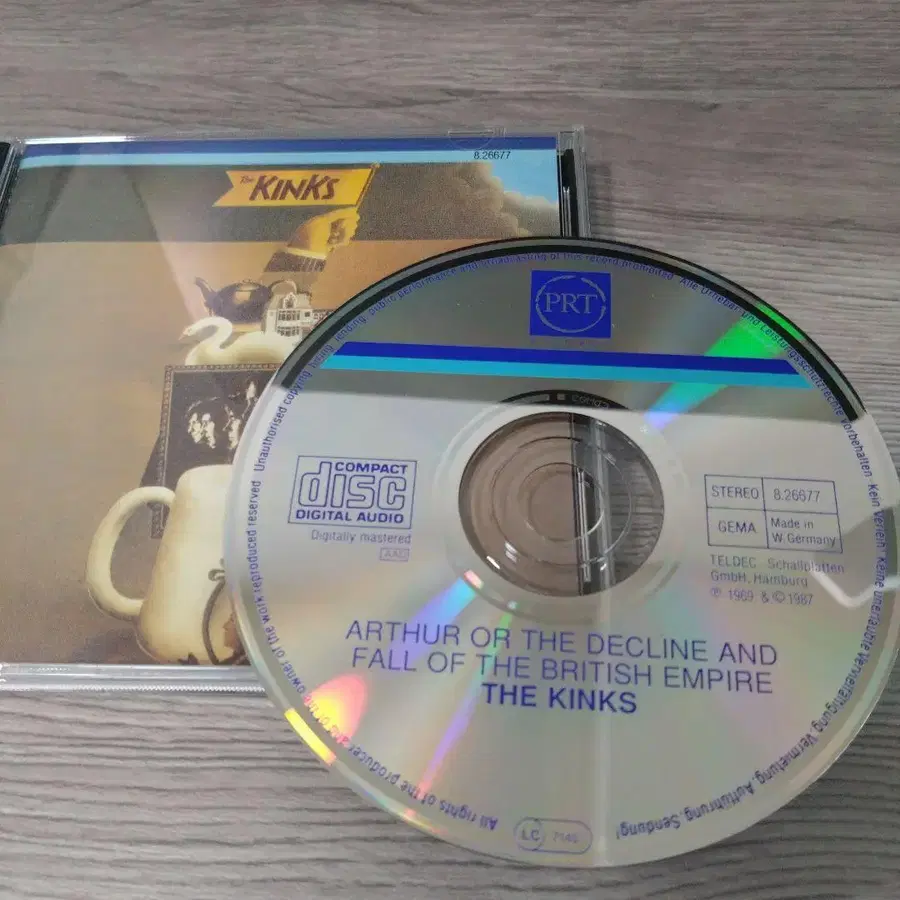 8.26677
The KINKS
PRT
COMPACT
disc
DIGITAL AUDIO
Digitally mastered
AAD
STEREO 8.26677
GEMA Made in
W. Germany
TELDEC Schallplatten
GmbH, Hamburg
℗ 1969 & © 1987
ARTHUR OR THE DECLINE AND
FALL OF THE BRITISH EMPIRE
THE KINKS
All rights of the producer and of the owner of the work reproduced reserved Unauthorised copying, hiring, lending, public performance and broadcasting of this record prohibited Alle Urheber- und Leistungsschutzrechte vorbehalten Kein Verleih! Keine unerlaubte Vervielfältigung, Vermietung, Aufführung, Sendung!
LC